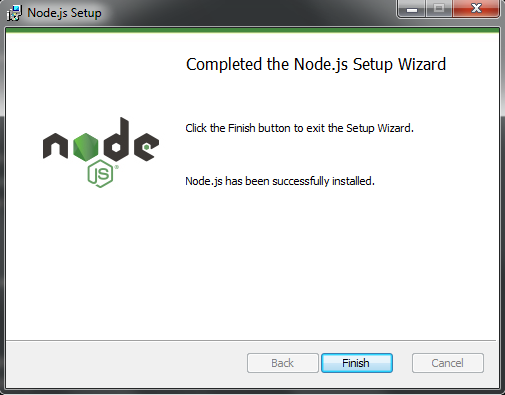 Node.js Setup
Completed the Node.js Setup Wizard
Click the Finish button to exit the Setup Wizard.
node
JS
Node.js has been successfully installed.
Back Finish Cancel